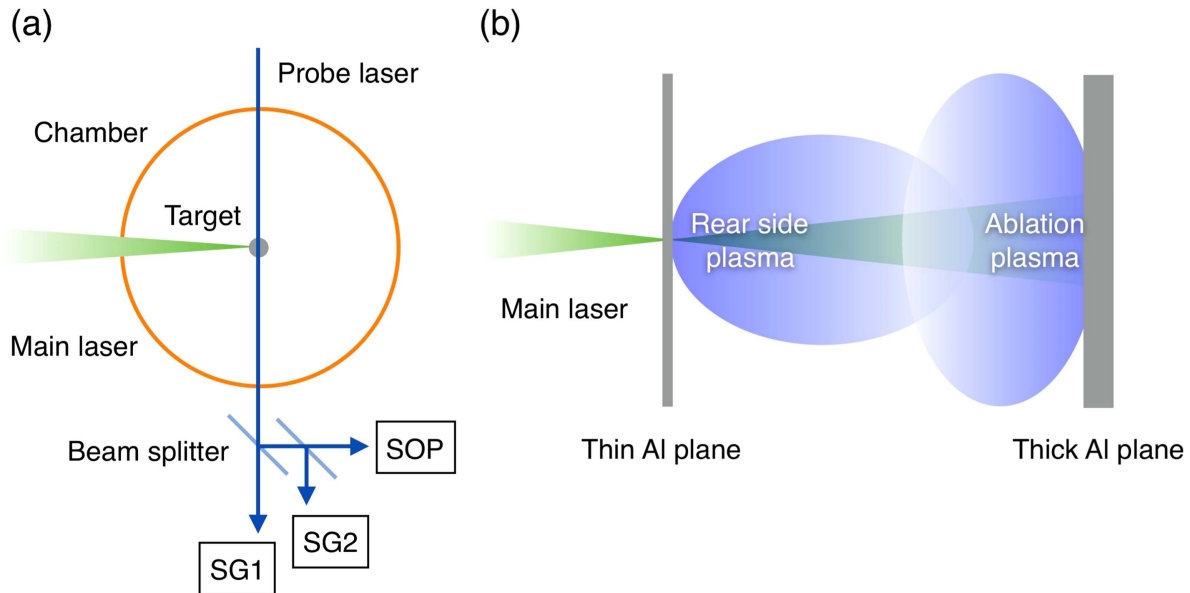 (a)
Probe laser
Chamber
Target
Main laser
Beam splitter
SOP
SG2
SG1
(b)
Rear side
plasma
Ablation
plasma
Main laser
Thin Al plane
Thick Al plane